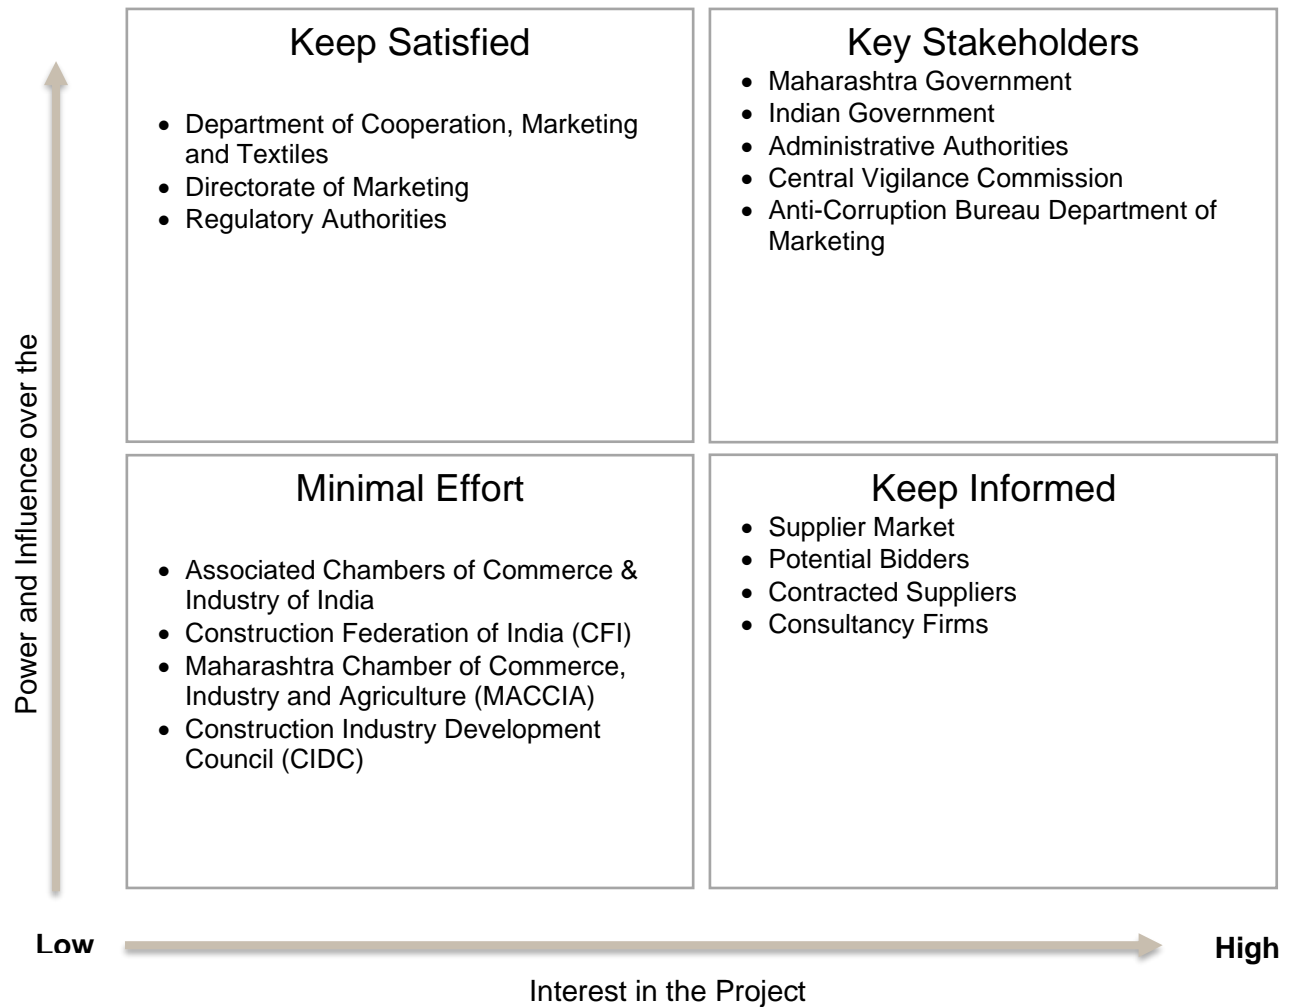 Keep Satisfied
• Department of Cooperation, Marketing
and Textiles
• Directorate of Marketing
• Regulatory Authorities
Key Stakeholders
• Maharashtra Government
• Indian Government
• Administrative Authorities
• Central Vigilance Commission
• Anti-Corruption Bureau Department of
Marketing
Power and Influence over the
Minimal Effort
• Associated Chambers of Commerce &
Industry of India
• Construction Federation of India (CFI)
• Maharashtra Chamber of Commerce,
Industry and Agriculture (MACCIA)
• Construction Industry Development
Council (CIDC)
Keep Informed
• Supplier Market
• Potential Bidders
• Contracted Suppliers
• Consultancy Firms
Low
High
Interest in the Project